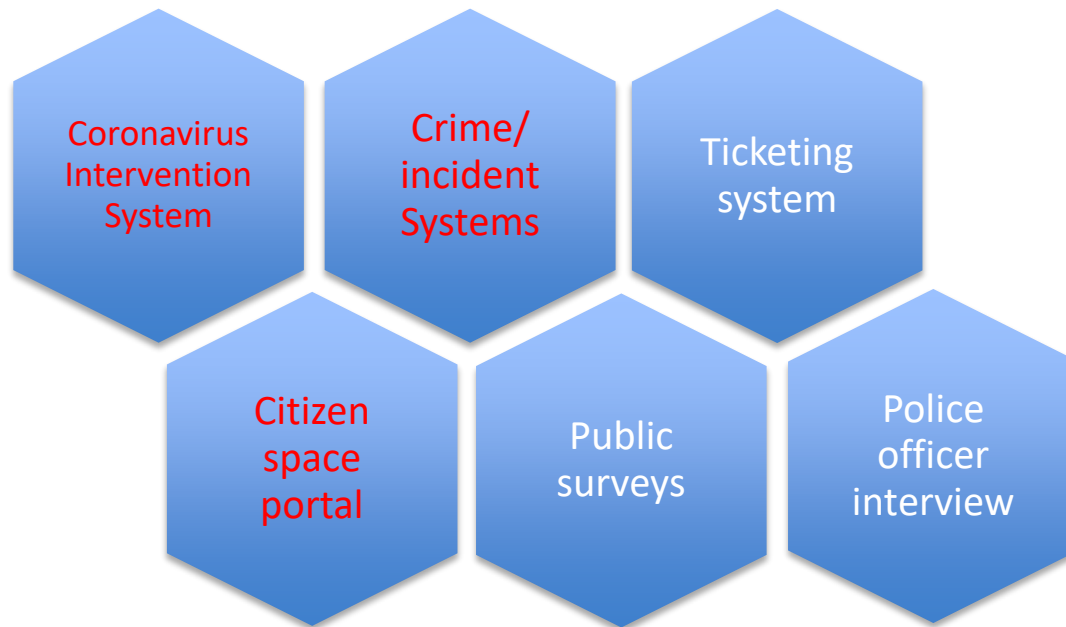 Coronavirus
Intervention
System
Crime/
incident
Systems
Ticketing
system
Citizen
space
portal
Public
surveys
Police
officer
interview